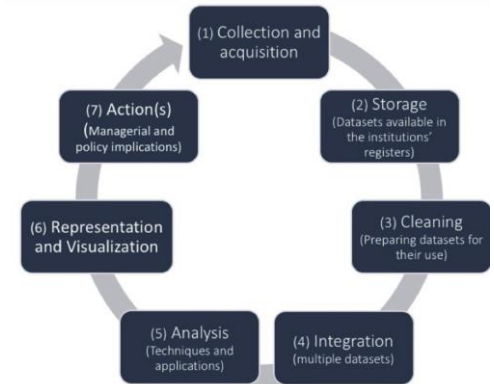 (1) Collection and
acquisition
(2) Storage
(Datasets available in
the institutions'
registers)
(3) Cleaning
(Preparing datasets for
their use)
(4) Integration
(multiple datasets)
(5) Analysis
(Techniques and
applications)
(6) Representation
and Visualization
(7) Action(s)
(Managerial and
policy implications)